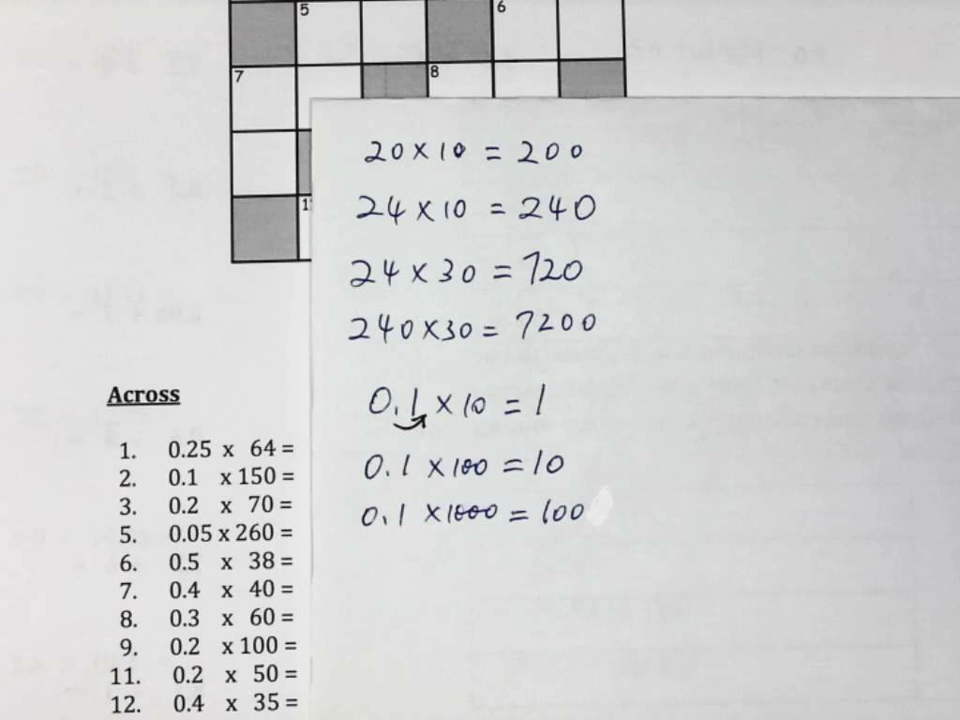 5 6
7 8
1
20 x 10 = 200
24 x 10 = 240
24 x 30 = 720
240 x 30 = 7200
0.1 x 10 = 1
0.1 x 100 = 10
0.1 x 1000 = 100
Across
1. 0.25 x 64 =
2. 0.1 x 150 =
3. 0.2 x 70 =
5. 0.05 x 260 =
6. 0.5 x 38 =
7. 0.4 x 40 =
8. 0.3 x 60 =
9. 0.2 x 100 =
11. 0.2 x 50 =
12. 0.4 x 35 =